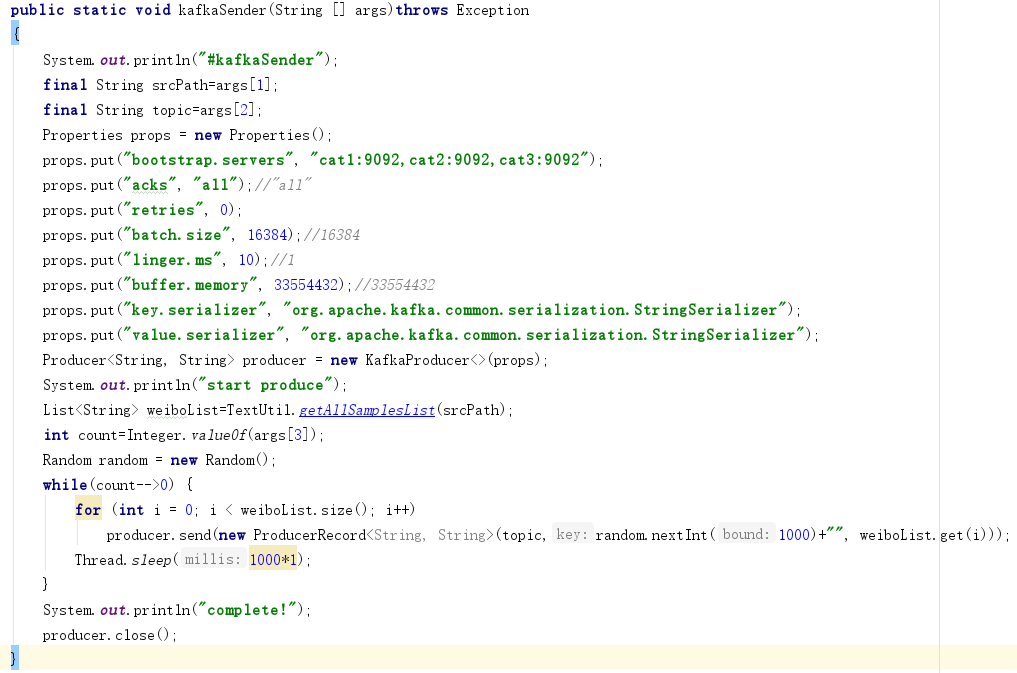 public static void kafkaSender(String [] args)throws Exception
{
System.out.println("#kafkaSender");
final String srcPath=args[1];
final String topic=args[2];
Properties props = new Properties();
props.put("bootstrap.servers", "cat1:9092,cat2:9092,cat3:9092");
props.put("acks", "all");//"all"
props.put("retries", 0);
props.put("batch.size", 16384);//16384
props.put("linger.ms", 10);//1
props.put("buffer.memory", 33554432);//33554432
props.put("key.serializer", "org.apache.kafka.common.serialization.StringSerializer");
props.put("value.serializer", "org.apache.kafka.common.serialization.StringSerializer");
Producer<String, String> producer = new KafkaProducer<>(props);
System.out.println("start produce");
List<String> weiboList=TextUtil.getAllSamplesList(srcPath);
int count=Integer.valueOf(args[3]);
Random random = new Random();
while(count-->0) {
for (int i = 0; i < weiboList.size(); i++)
producer.send(new ProducerRecord<String, String>(topic, key: random.nextInt( bound: 1000)+"", weiboList.get(i)));
Thread.sleep( millis: 1000*1);
}
System.out.println("complete!");
producer.close();
}